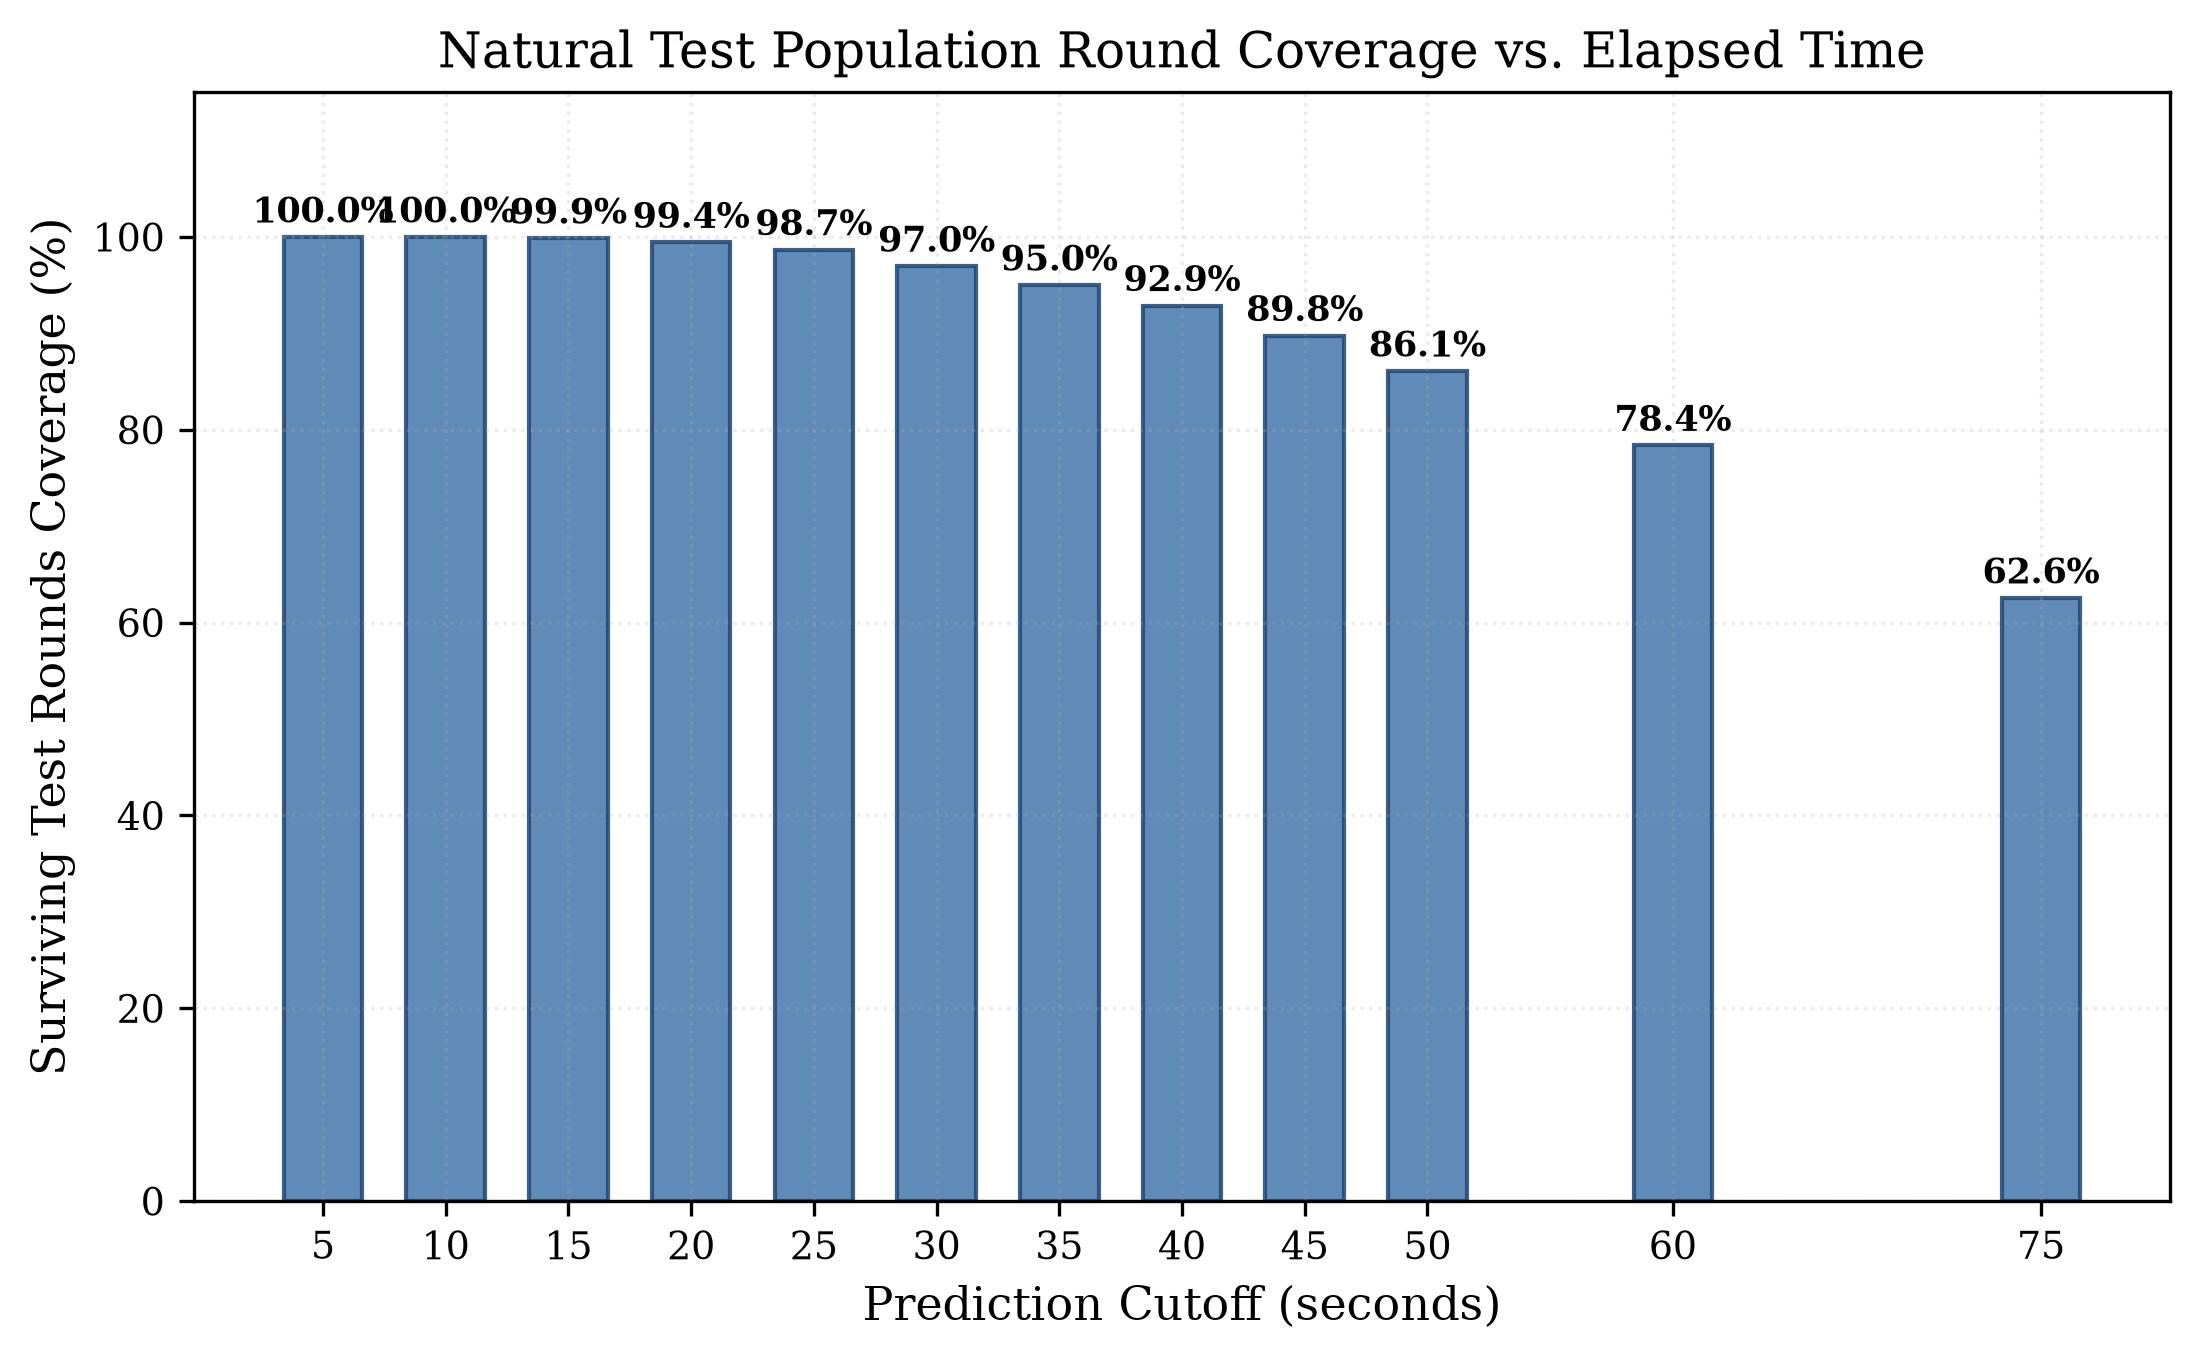 Natural Test Population Round Coverage vs. Elapsed Time
Surviving Test Rounds Coverage (%)
100
80
60
40
20
0
100.0% 100.0% 99.9% 99.4% 98.7% 97.0% 95.0% 92.9% 89.8% 86.1% 78.4% 62.6%
5 10 15 20 25 30 35 40 45 50 60 75
Prediction Cutoff (seconds)